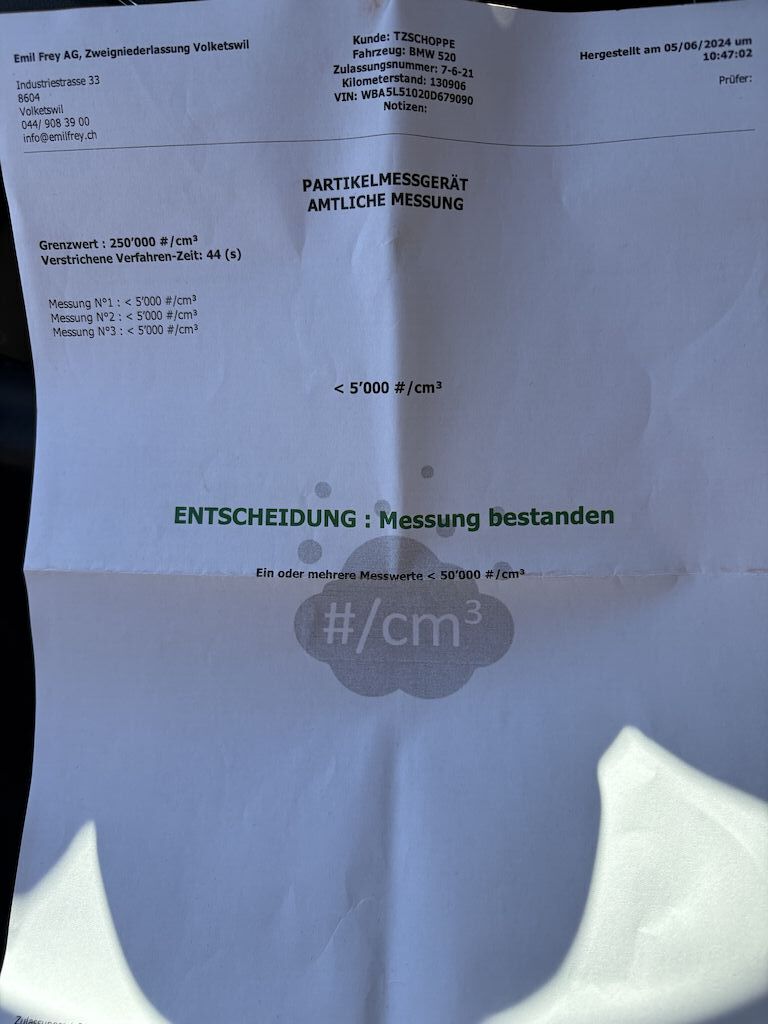 Emil Frey AG, Zweigniederlassung Volketswil
Industriestrasse 33
8604
Volketswil
044/ 908 39 00
info@emilfrey.ch
Kunde: TZSCHOPPE
Fahrzeug: BMW 520
Zulassungsnummer: 7-6-21
Kilometerstand: 130906
VIN: WBA5L51020D679090
Notizen:
Hergestellt am 05/06/2024 um
10:47:02
Prüfer:
PARTIKELMESSGERÄT
AMTLICHE MESSUNG
Grenzwert : 250'000 #/cm³
Verstrichene Verfahren-Zeit: 44 (s)
Messung N°1 : < 5'000 #/cm³
Messung N°2 : < 5'000 #/cm³
Messung N°3 : < 5'000 #/cm³
< 5'000 #/cm³
ENTSCHEIDUNG : Messung bestanden
Ein oder mehrere Messwerte < 50'000 #/cm³
#/cm³